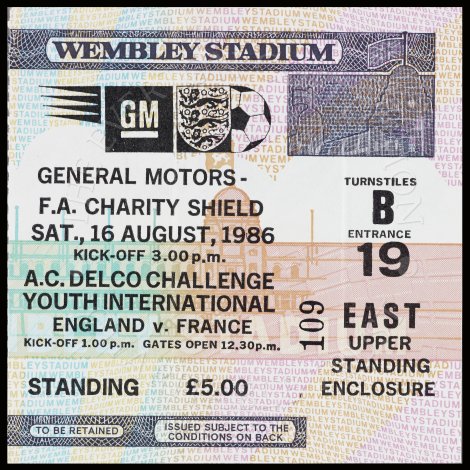 WEMBLEY STADIUM
GM
GENERAL MOTORS -
F.A. CHARITY SHIELD
SAT., 16 AUGUST, 1986
KICK-OFF 3.00 p.m.
A.C. DELCO CHALLENGE
YOUTH INTERNATIONAL
ENGLAND v. FRANCE
KICK-OFF 1.00 p.m. GATES OPEN 12.30p.m.
STANDING £5.00
109
TURNSTILES
B
ENTRANCE
19
EAST
UPPER
STANDING
ENCLOSURE
TO BE RETAINED
ISSUED SUBJECT TO THE
CONDITIONS ON BACK